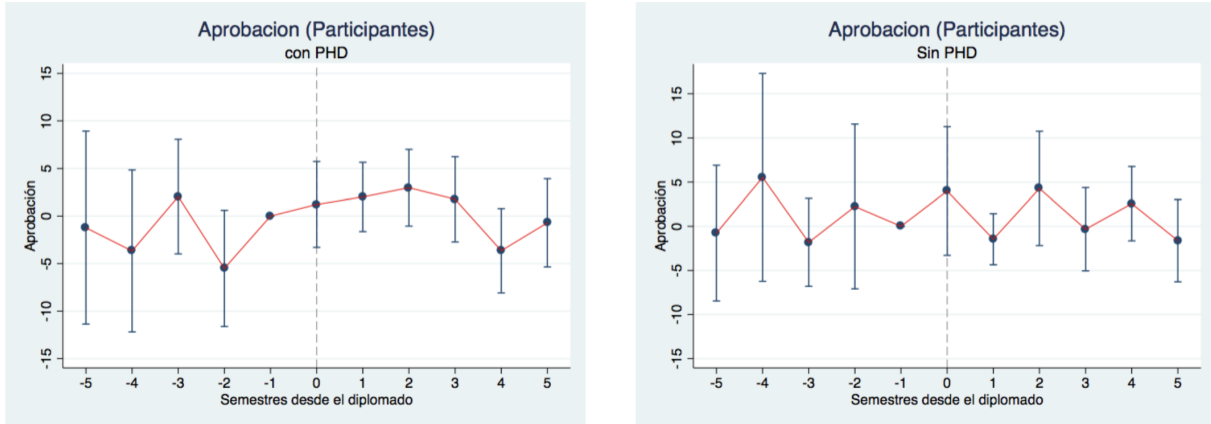 Aprobacion (Participantes)
con PHD
15
10
5
0
-5
-10
-15
Aprobación
-5 -4 -3 -2 -1 0 1 2 3 4 5
Semestres desde el diplomado
Aprobacion (Participantes)
Sin PHD
15
10
5
0
-5
-10
-15
Aprobación
-5 -4 -3 -2 -1 0 1 2 3 4 5
Semestres desde el diplomado